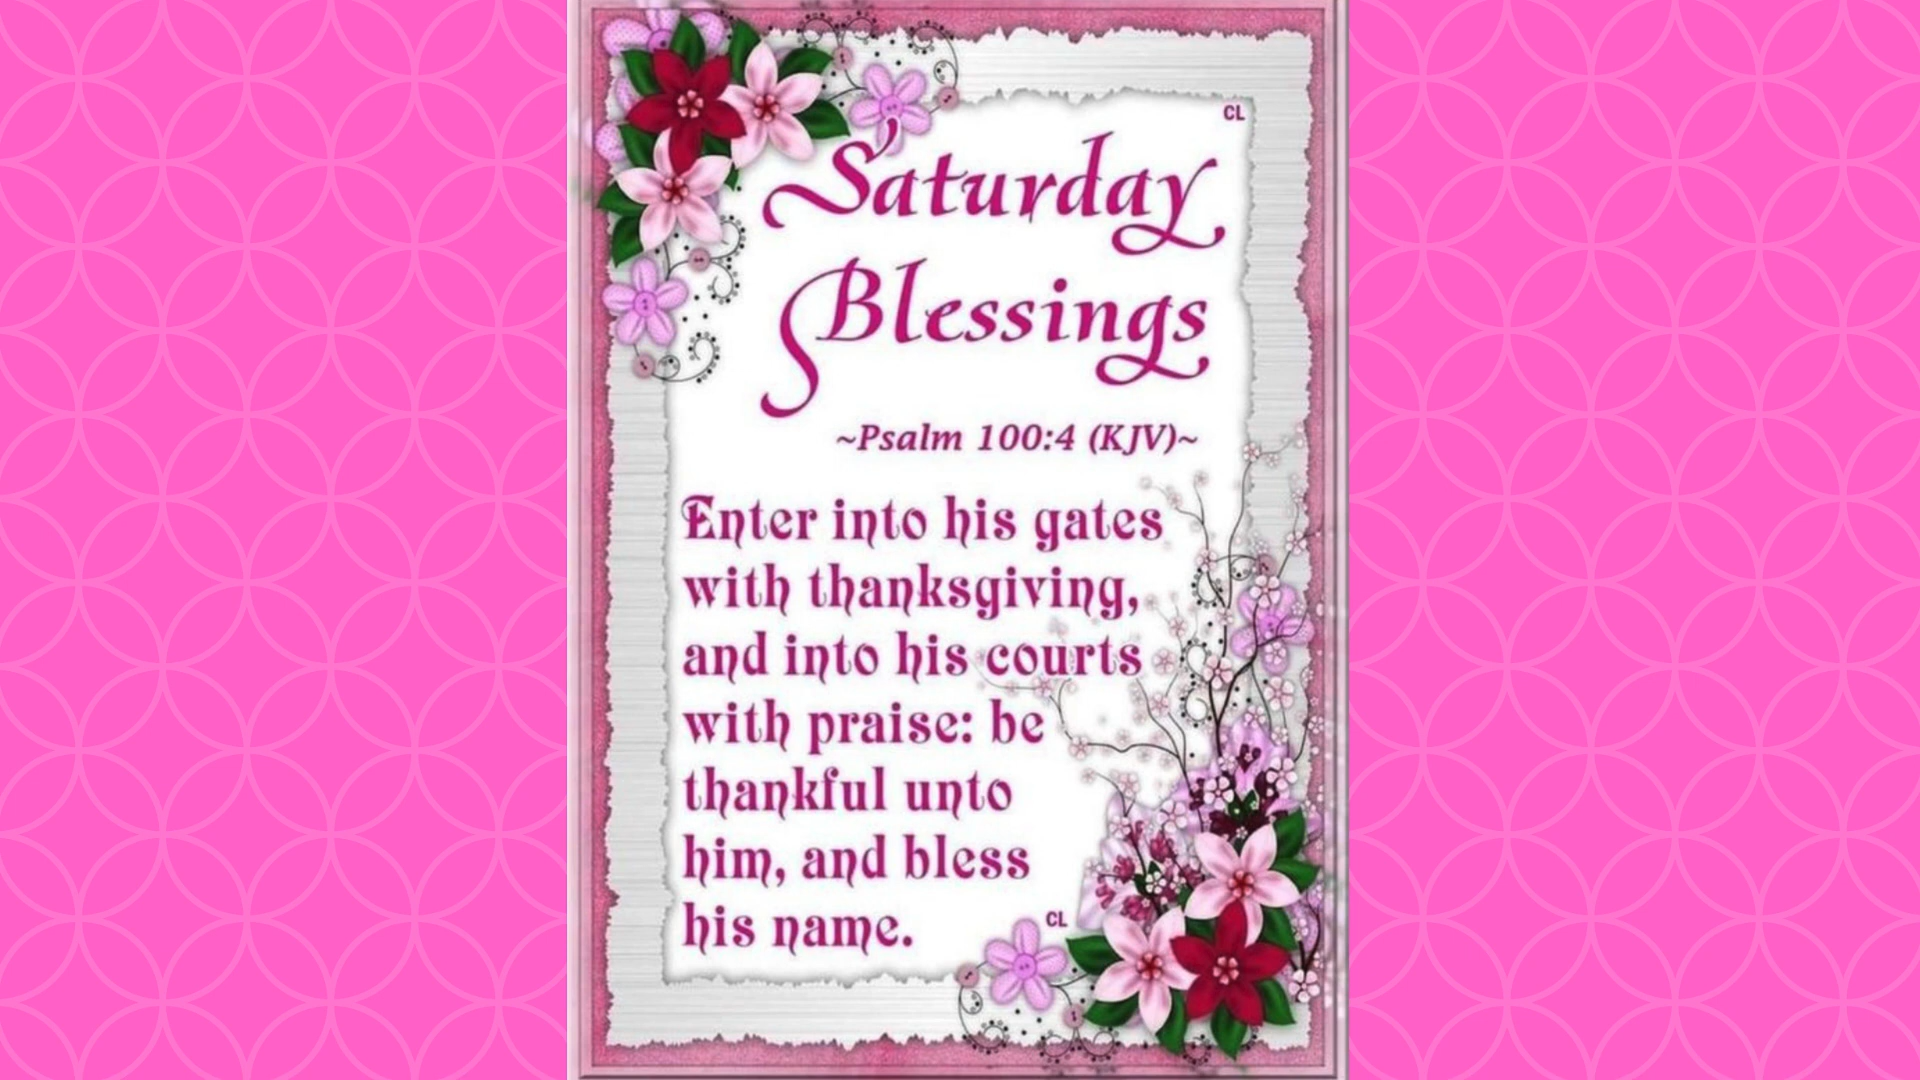 CL
Saturday
Blessings
~Psalm 100:4 (KJV)~
Enter into his gates
with thanksgiving,
and into his courts
with praise: be
thankful unto
him, and bless
his name.
CL